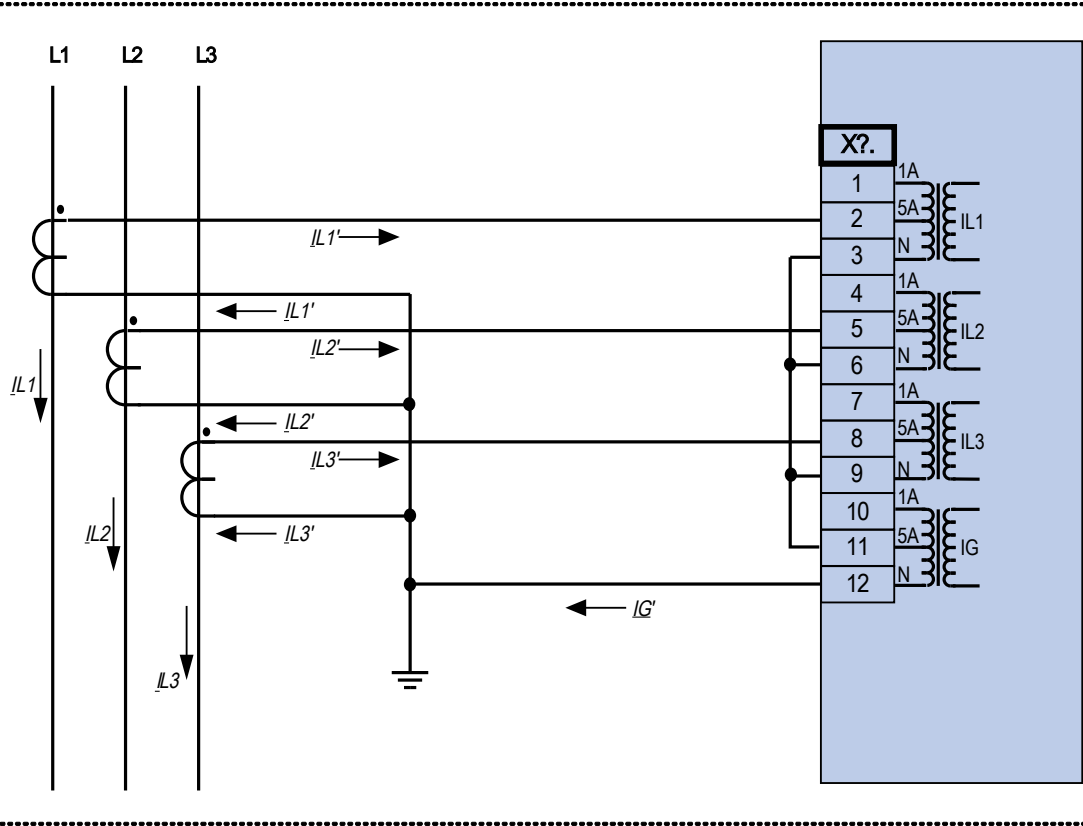 L1 L2 L3
X?.
1 1A
2 5A IL1
3 N
IL1'
IL1'
4 1A
5 5A IL2
6 N
IL2'
IL1
IL2'
7 1A
8 5A IL3
9 N
IL3'
IL3'
10 1A
11 5A IG
12 N
IL2
IG'
IL3